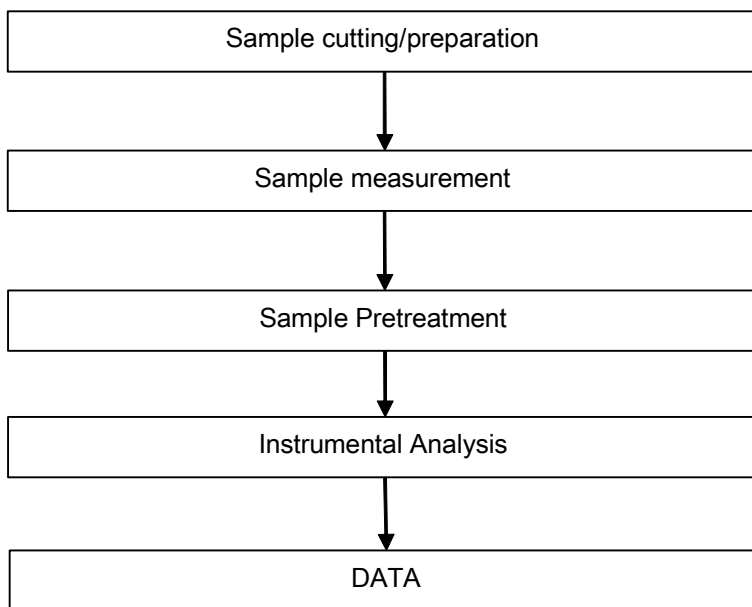 Sample cutting/preparation
Sample measurement
Sample Pretreatment
Instrumental Analysis
DATA